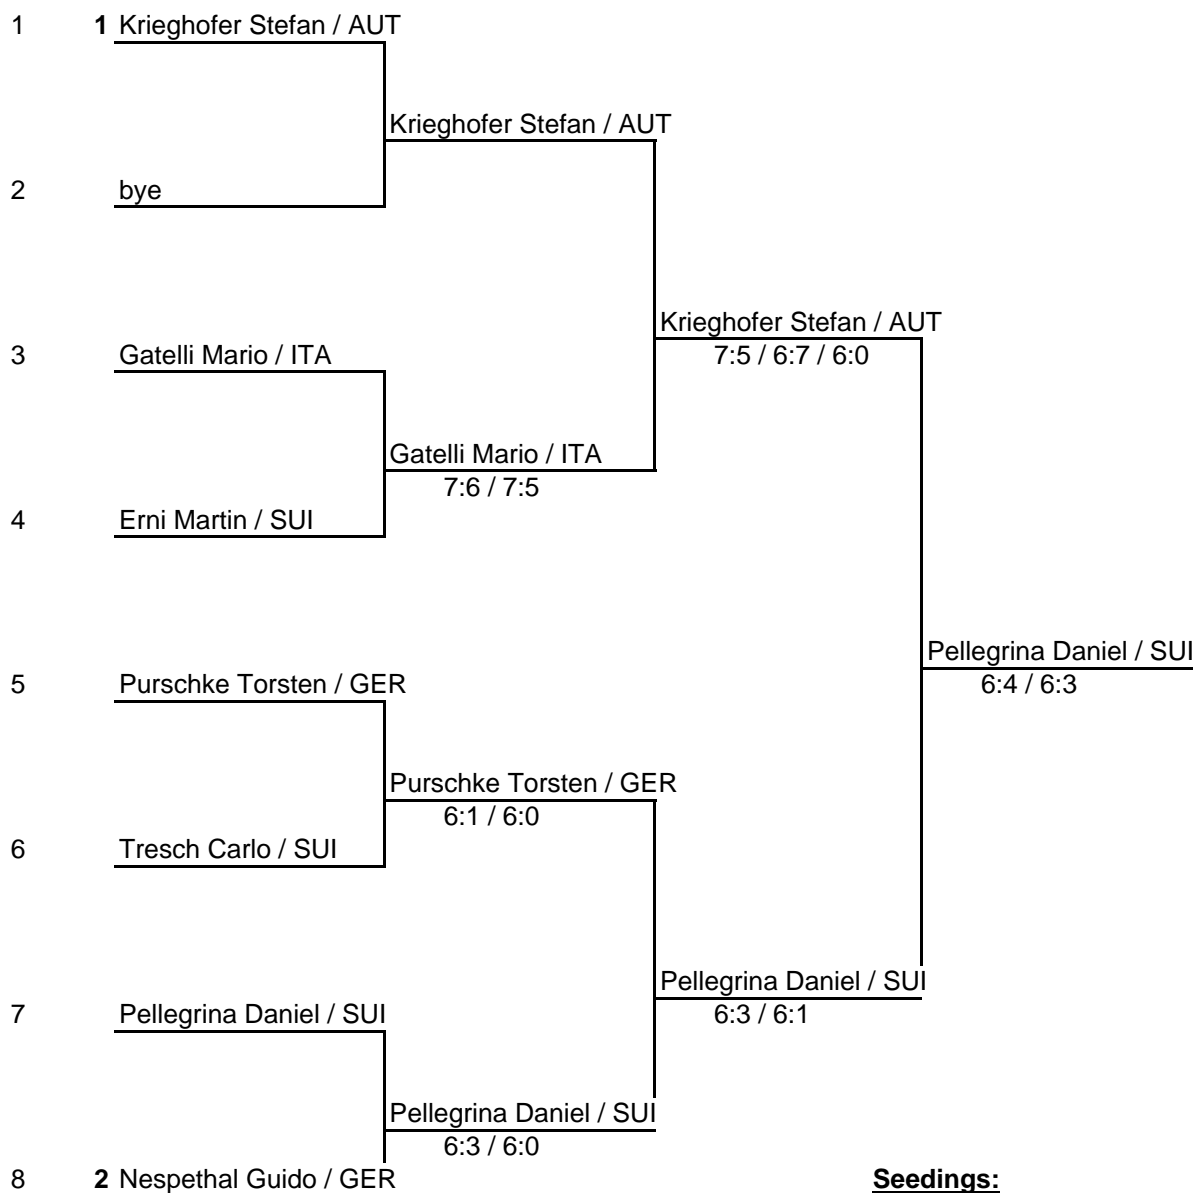 1 1 Krieghofer Stefan / AUT
Krieghofer Stefan / AUT
2 bye
Krieghofer Stefan / AUT
3 Gatelli Mario / ITA 7:5 / 6:7 / 6:0
Gatelli Mario / ITA
7:6 / 7:5
4 Erni Martin / SUI
Pellegrina Daniel / SUI
5 Purschke Torsten / GER 6:4 / 6:3
Purschke Torsten / GER
6:1 / 6:0
6 Tresch Carlo / SUI
Pellegrina Daniel / SUI
7 Pellegrina Daniel / SUI 6:3 / 6:1
Pellegrina Daniel / SUI
6:3 / 6:0
8 2 Nespethal Guido / GER Seedings: